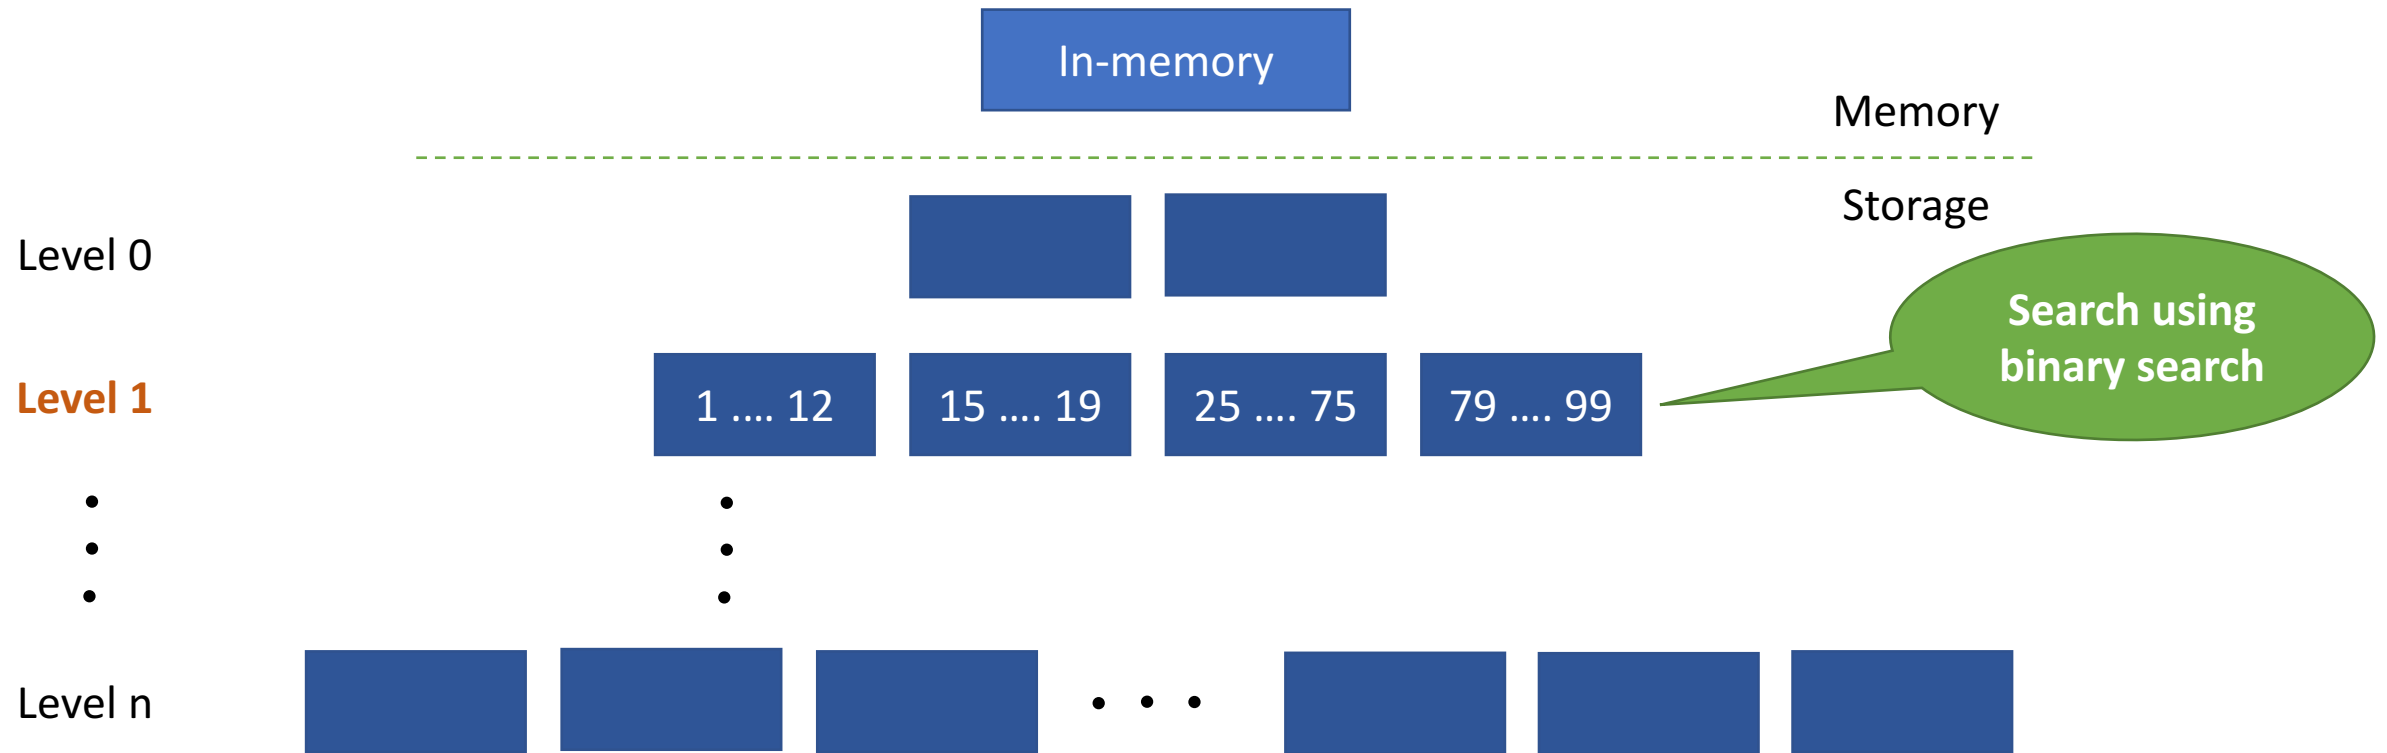 In-memory
Memory
Storage
Level 0
Search using
binary search
Level 1
1 .... 12
15 .... 19
25 .... 75
79 .... 99
Level n